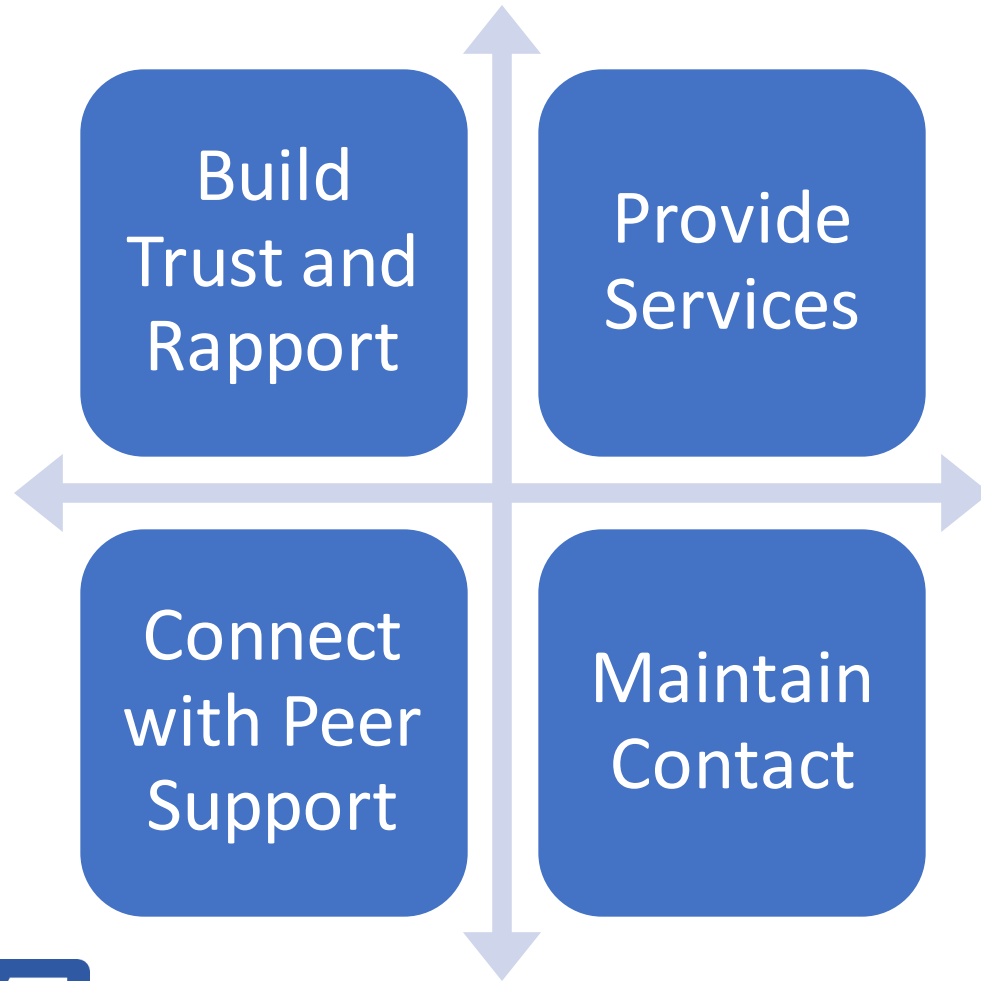 Build
Trust and
Rapport
Provide
Services
Connect
with Peer
Support
Maintain
Contact